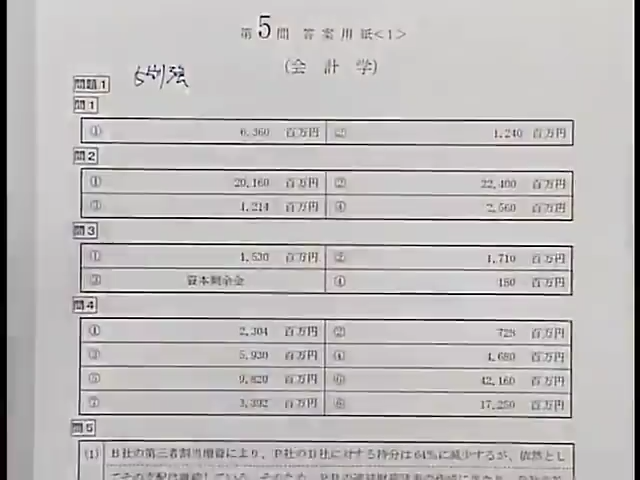 第5問 答案用紙<1>
(会計学)
問題1 5割強
問1
① 6,360 百万円 ② 1,240 百万円
問2
① 20,160 百万円 ② 22,400 百万円
③ 4,214 百万円 ④ 2,560 百万円
問3
① 1,530 百万円 ② 1,710 百万円
③ 資本剰余金 ④ 180 百万円
問4
① 2,304 百万円 ② 728 百万円
③ 5,930 百万円 ④ 4,680 百万円
⑤ 9,820 百万円 ⑥ 42,160 百万円
⑦ 3,392 百万円 ⑧ 17,250 百万円
問5
(1) B社の第三者割当増資により、P社のB社に対する持分は64%に減少するが、依然とし